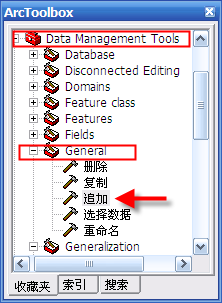 ArcToolbox
Data Management Tools
Database
Disconnected Editing
Domains
Feature class
Features
Fields
General
删除
复制
追加
选择数据
重命名
Generalization
收藏夹 索引 搜索